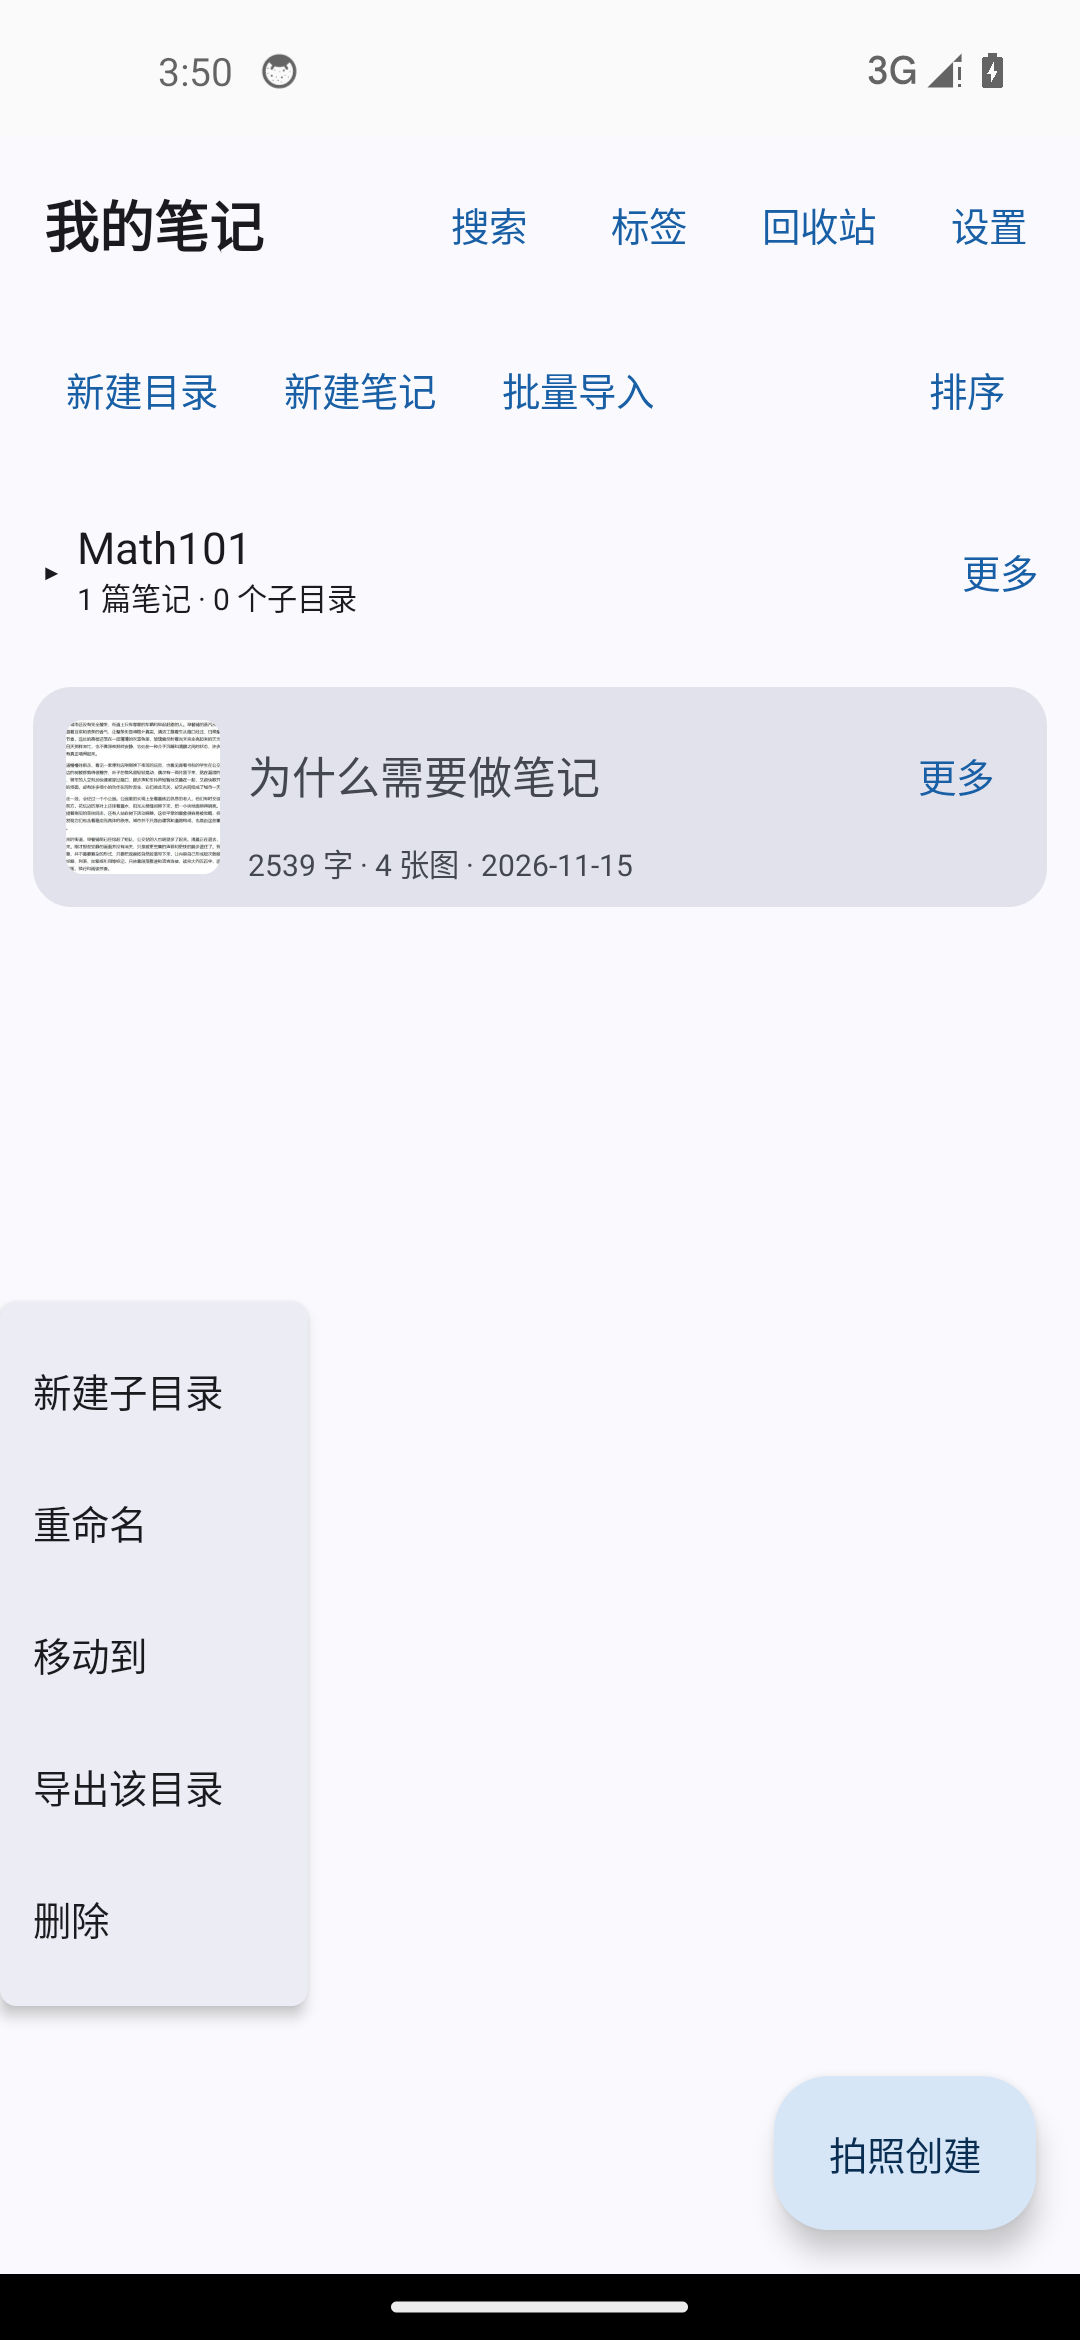 3:50
3G
我的笔记 搜索 标签 回收站 设置
新建目录 新建笔记 批量导入 排序
Math101
1 篇笔记 · 0 个子目录
更多
为什么需要做笔记
更多
2539 字 · 4 张图 · 2026-11-15
新建子目录
重命名
移动到
导出该目录
删除
拍照创建